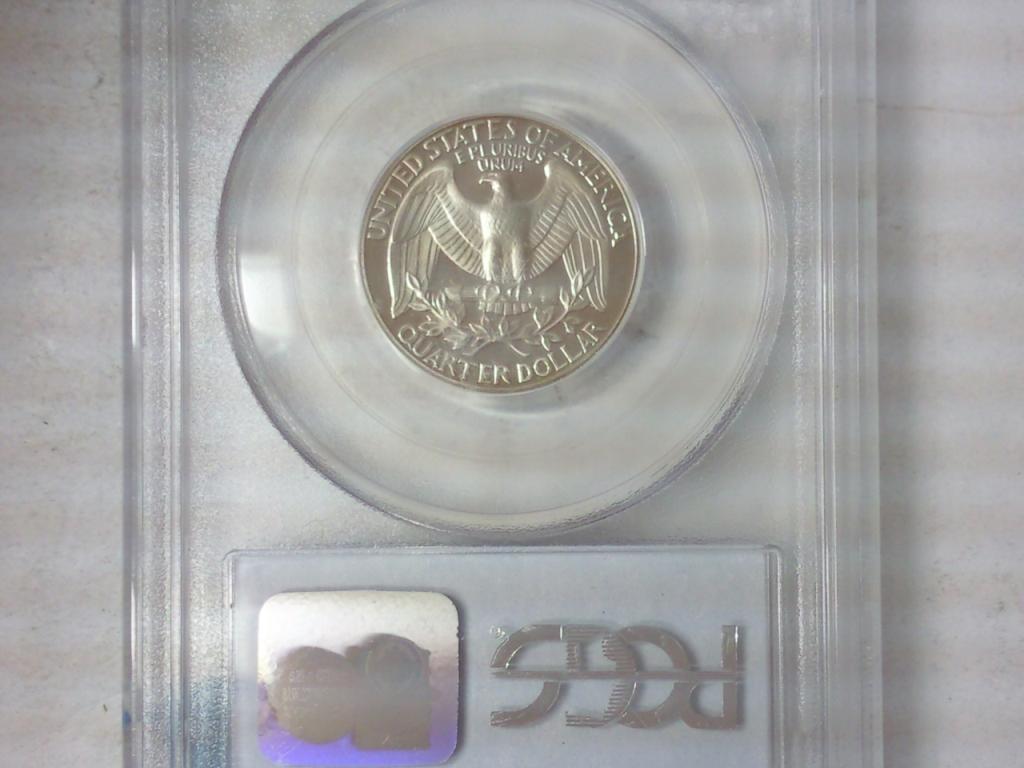 UNITED STATES OF AMERICA
E PLURIBUS
UNUM
QUARTER DOLLAR
PCGS